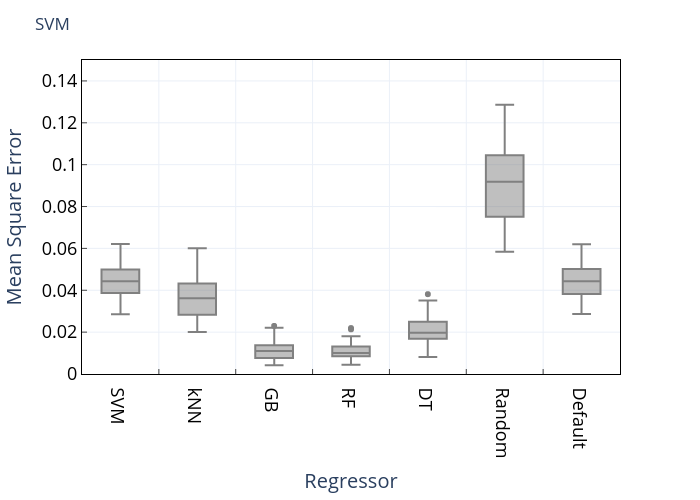 SVM
Mean Square Error
0.14
0.12
0.1
0.08
0.06
0.04
0.02
0
SVM
kNN
GB
RF
DT
Random
Default
Regressor